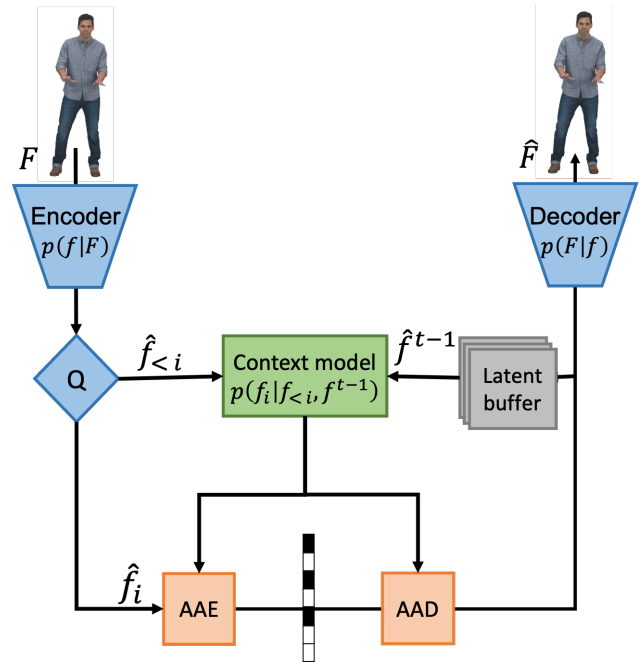 F
F̂
Encoder
p(f|F)
Decoder
p(F|f)
f̂<i
f̂ᵗ⁻¹
Q
Context model
p(fᵢ|f<i, fᵗ⁻¹)
Latent
buffer
f̂ᵢ
AAE
AAD